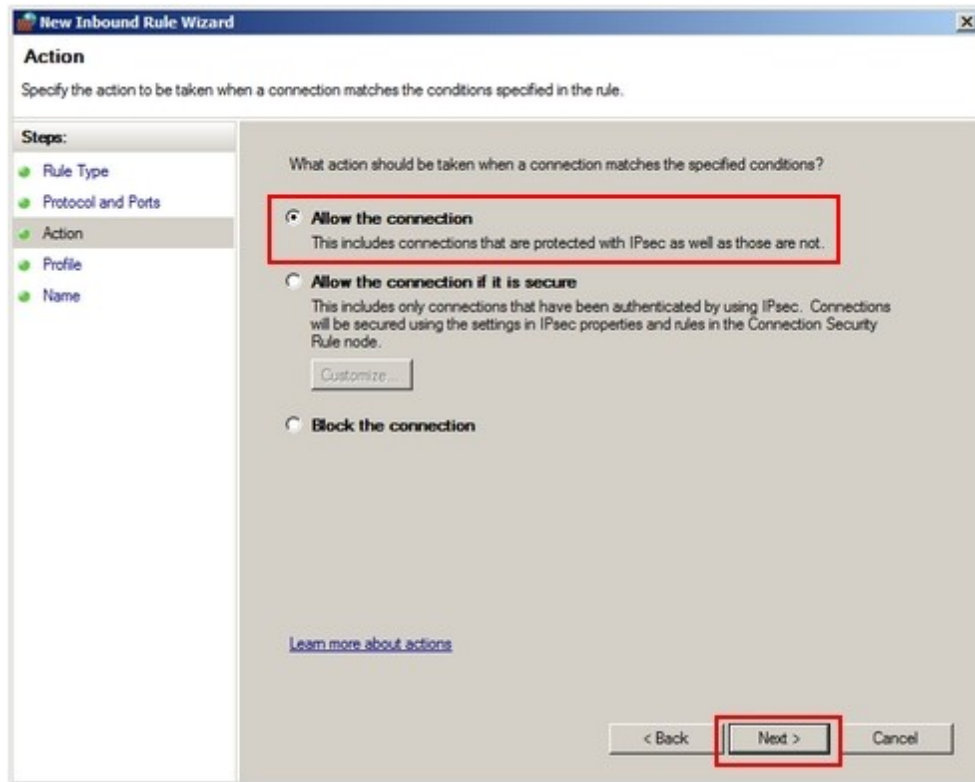 New Inbound Rule Wizard
Action
Specify the action to be taken when a connection matches the conditions specified in the rule.
Steps:
Rule Type
Protocol and Ports
Action
Profile
Name
What action should be taken when a connection matches the specified conditions?
Allow the connection
This includes connections that are protected with IPsec as well as those are not.
Allow the connection if it is secure
This includes only connections that have been authenticated by using IPsec. Connections
will be secured using the settings in IPsec properties and rules in the Connection Security
Rule node.
Customize...
Block the connection
Learn more about actions
< Back
Next >
Cancel